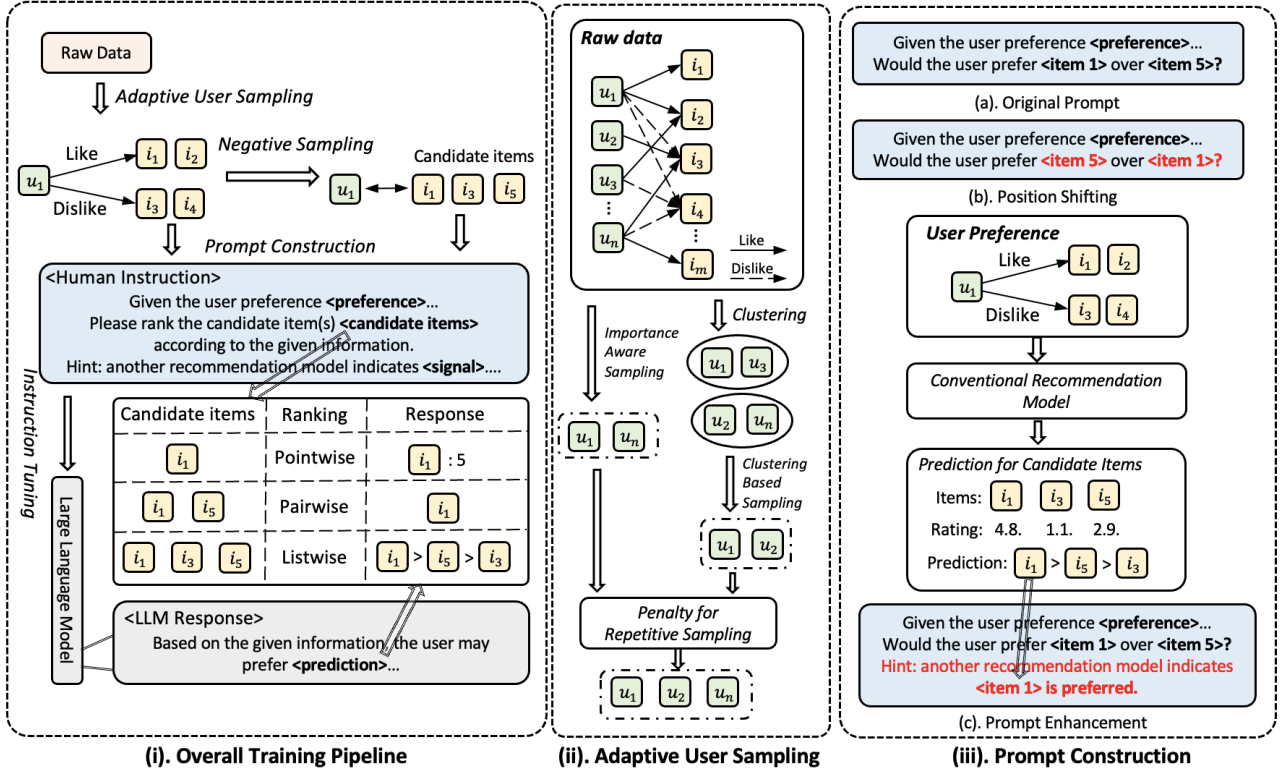 Raw Data
Adaptive User Sampling
Like
Dislike
u₁
i₁ i₂
i₃ i₄
Negative Sampling
Candidate items
u₁ i₁ i₃ i₅
Prompt Construction
<Human Instruction>
Given the user preference <preference>...
Please rank the candidate item(s) <candidate items>
according to the given information.
Hint: another recommendation model indicates <signal>....
Instruction Tuning
Large Language Model
Candidate items Ranking Response
i₁ Pointwise i₁ : 5
i₁ i₅ Pairwise i₁
i₁ i₃ i₅ Listwise i₁ > i₅ > i₃
<LLM Response>
Based on the given information, the user may
prefer <prediction>...
(i). Overall Training Pipeline
Raw data
u₁
u₂
u₃
⋮
uₙ
i₁
i₂
i₃
i₄
⋮
iₘ
Like
Dislike
Importance
Aware
Sampling
u₁ uₙ
Clustering
u₁ u₃
u₂ uₙ
Clustering
Based
Sampling
u₁ u₂
Penalty for
Repetitive Sampling
u₁ u₂ uₙ
(ii). Adaptive User Sampling
Given the user preference <preference>...
Would the user prefer <item 1> over <item 5>?
(a). Original Prompt
Given the user preference <preference>...
Would the user prefer <item 5> over <item 1>?
(b). Position Shifting
User Preference
Like
Dislike
u₁
i₁ i₂
i₃ i₄
Conventional Recommendation
Model
Prediction for Candidate Items
Items: i₁ i₃ i₅
Rating: 4.8. 1.1. 2.9.
Prediction: i₁ > i₅ > i₃
Given the user preference <preference>...
Would the user prefer <item 1> over <item 5>?
Hint: another recommendation model indicates
<item 1> is preferred.
(c). Prompt Enhancement
(iii). Prompt Construction